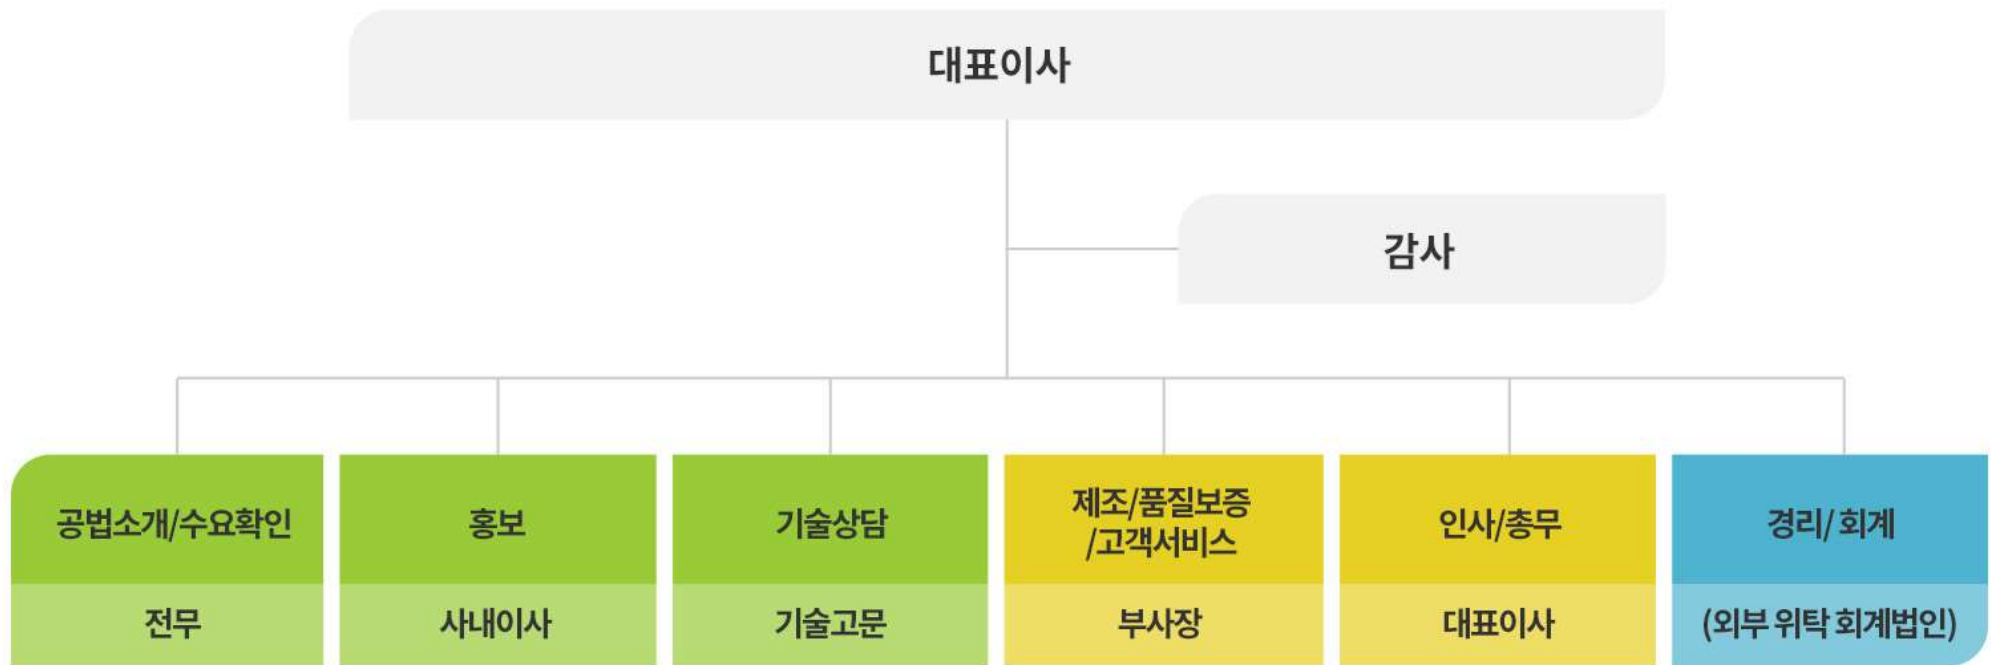 대표이사
감사
공법소개/수요확인
홍보
기술상담
제조/품질보증
/고객서비스
인사/총무
경리/ 회계
전무
사내이사
기술고문
부사장
대표이사
(외부 위탁 회계법인)